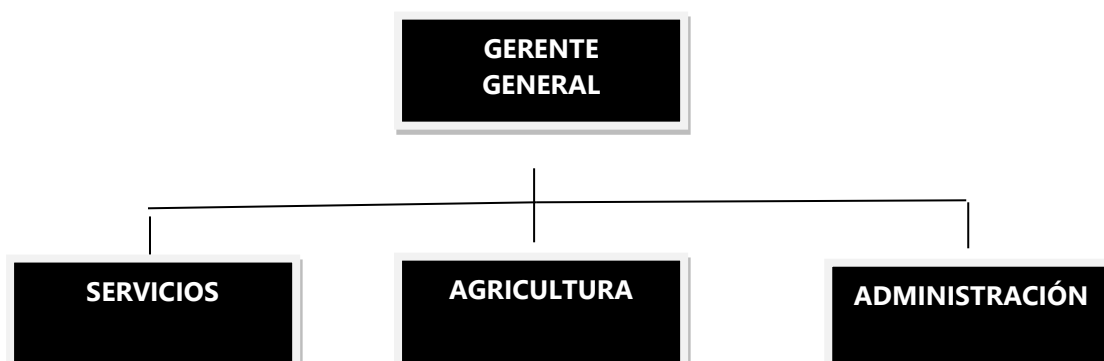 GERENTE
GENERAL
SERVICIOS
AGRICULTURA
ADMINISTRACIÓN